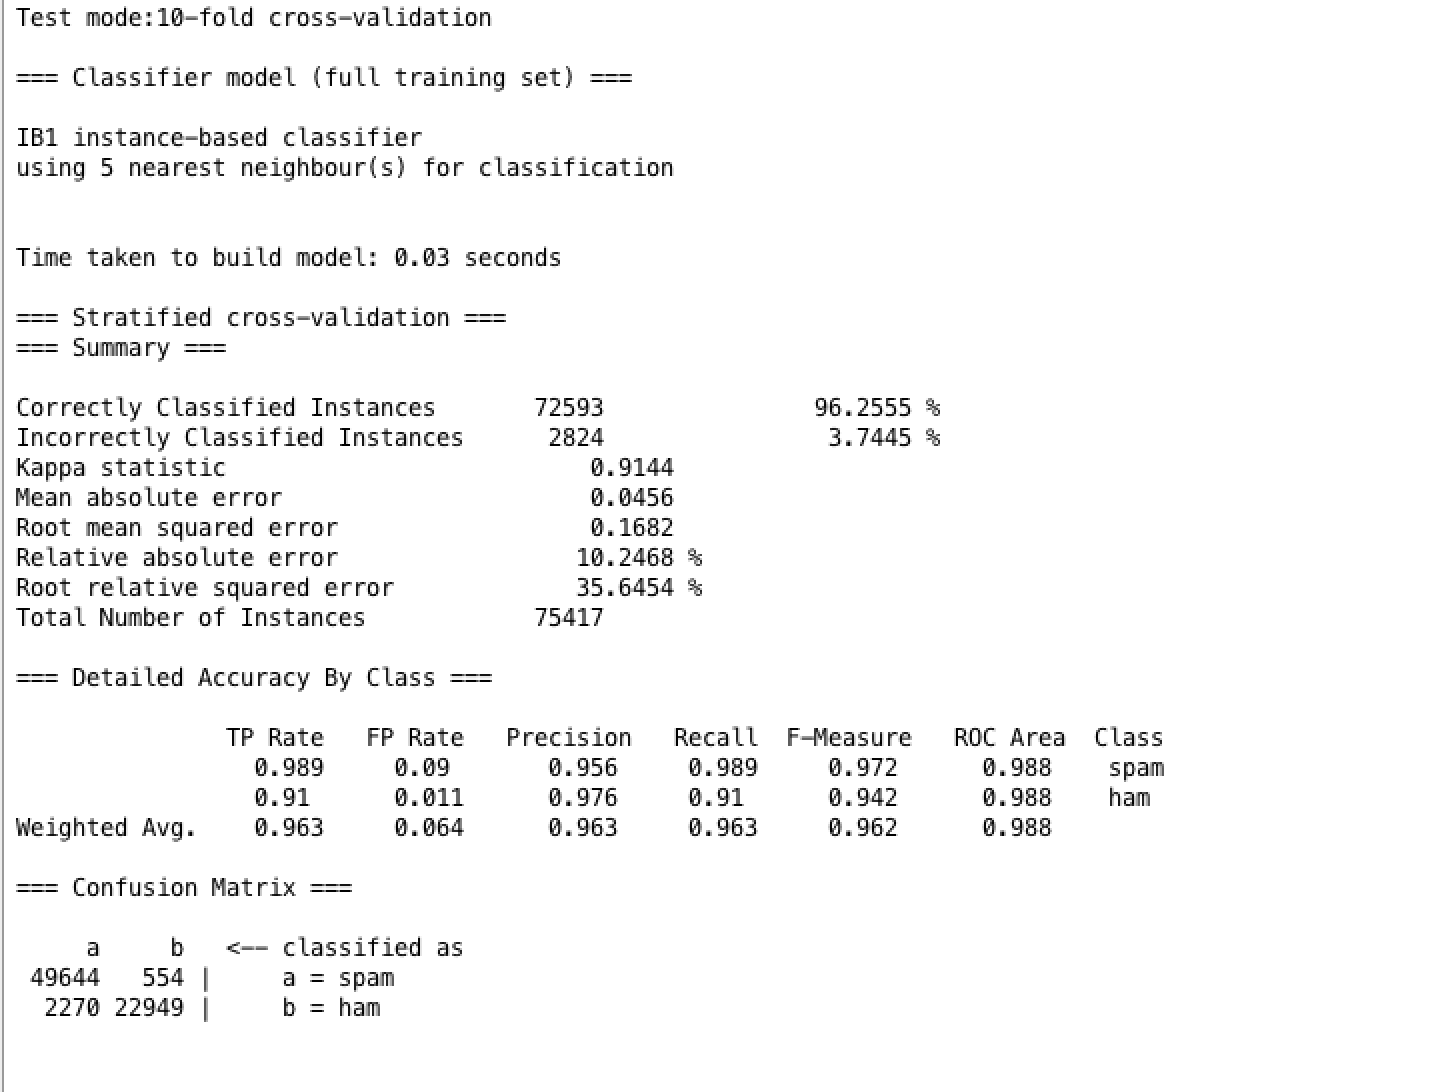 Test mode:10-fold cross-validation
=== Classifier model (full training set) ===
IB1 instance-based classifier
using 5 nearest neighbour(s) for classification
Time taken to build model: 0.03 seconds
=== Stratified cross-validation ===
=== Summary ===
Correctly Classified Instances 72593 96.2555 %
Incorrectly Classified Instances 2824 3.7445 %
Kappa statistic 0.9144
Mean absolute error 0.0456
Root mean squared error 0.1682
Relative absolute error 10.2468 %
Root relative squared error 35.6454 %
Total Number of Instances 75417
=== Detailed Accuracy By Class ===
TP Rate FP Rate Precision Recall F-Measure ROC Area Class
0.989 0.09 0.956 0.989 0.972 0.988 spam
0.91 0.011 0.976 0.91 0.942 0.988 ham
Weighted Avg. 0.963 0.064 0.963 0.963 0.962 0.988
=== Confusion Matrix ===
a b <-- classified as
49644 554 | a = spam
2270 22949 | b = ham